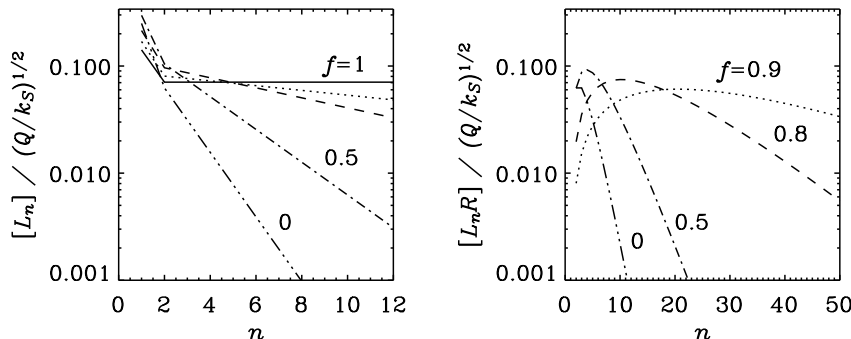 [Lₙ] / (Q/k_S)^{1/2}
0.100
0.010
0.001
f=1
0.5
0
0 2 4 6 8 10 12
n
[LₙR] / (Q/k_S)^{1/2}
0.100
0.010
0.001
f=0.9
0.8
0.5
0
0 10 20 30 40 50
n